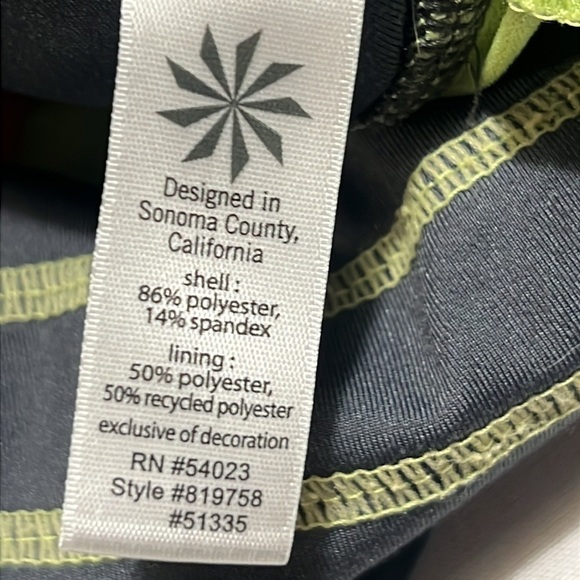 Designed in
Sonoma County,
California
shell :
86% polyester,
14% spandex
lining :
50% polyester,
50% recycled polyester
exclusive of decoration
RN #54023
Style #819758
#51335